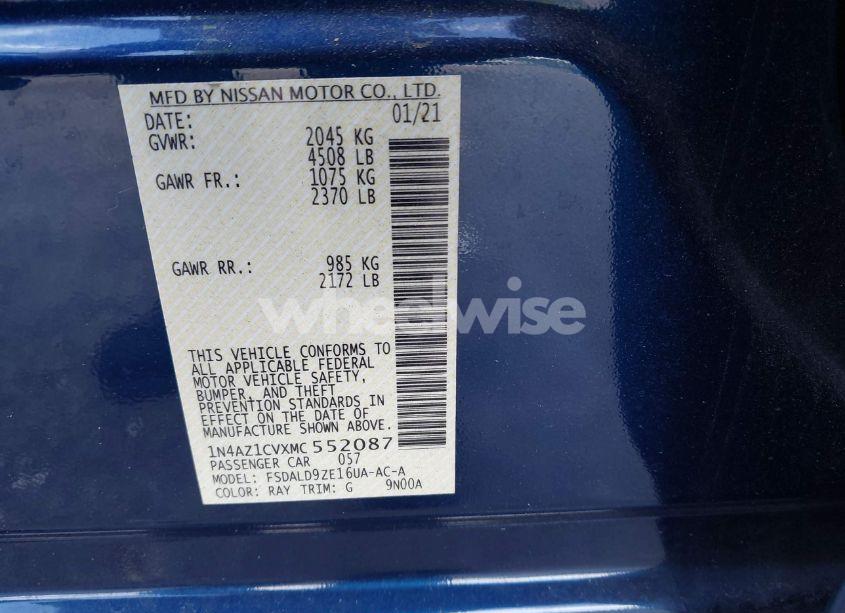 MFD BY NISSAN MOTOR CO., LTD.
DATE: 01/21
GVWR: 2045 KG
4508 LB
GAWR FR.: 1075 KG
2370 LB
GAWR RR.: 985 KG
2172 LB
wheelwise
THIS VEHICLE CONFORMS TO
ALL APPLICABLE FEDERAL
MOTOR VEHICLE SAFETY,
BUMPER, AND THEFT
PREVENTION STANDARDS IN
EFFECT ON THE DATE OF
MANUFACTURE.
1N4AZ1CVXMC 552087
PASSENGER CAR 057
MODEL: FSDALD9ZE16UA-AC-A
COLOR: RAY TRIM: G 9N00A